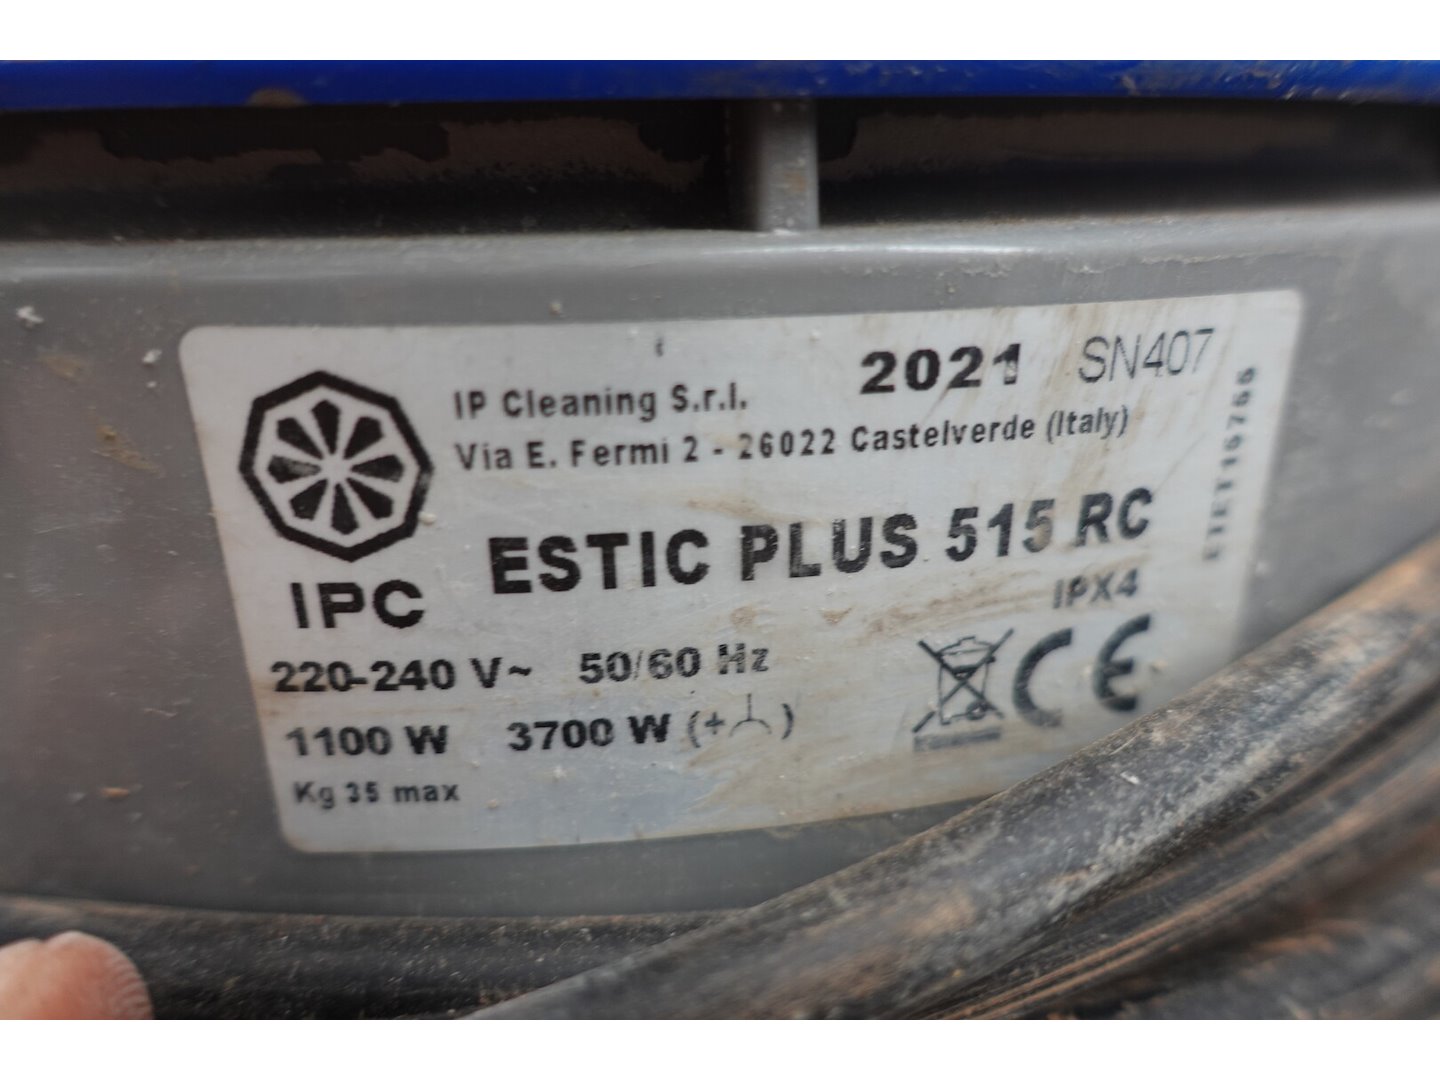 IP Cleaning S.r.l.
2021 SN407
Via E. Fermi 2 - 26022 Castelverde (Italy)
IPC
ESTIC PLUS 515 RC
IPX4
220-240 V~ 50/60 Hz
1100 W 3700 W (+ )
Kg 35 max
CE